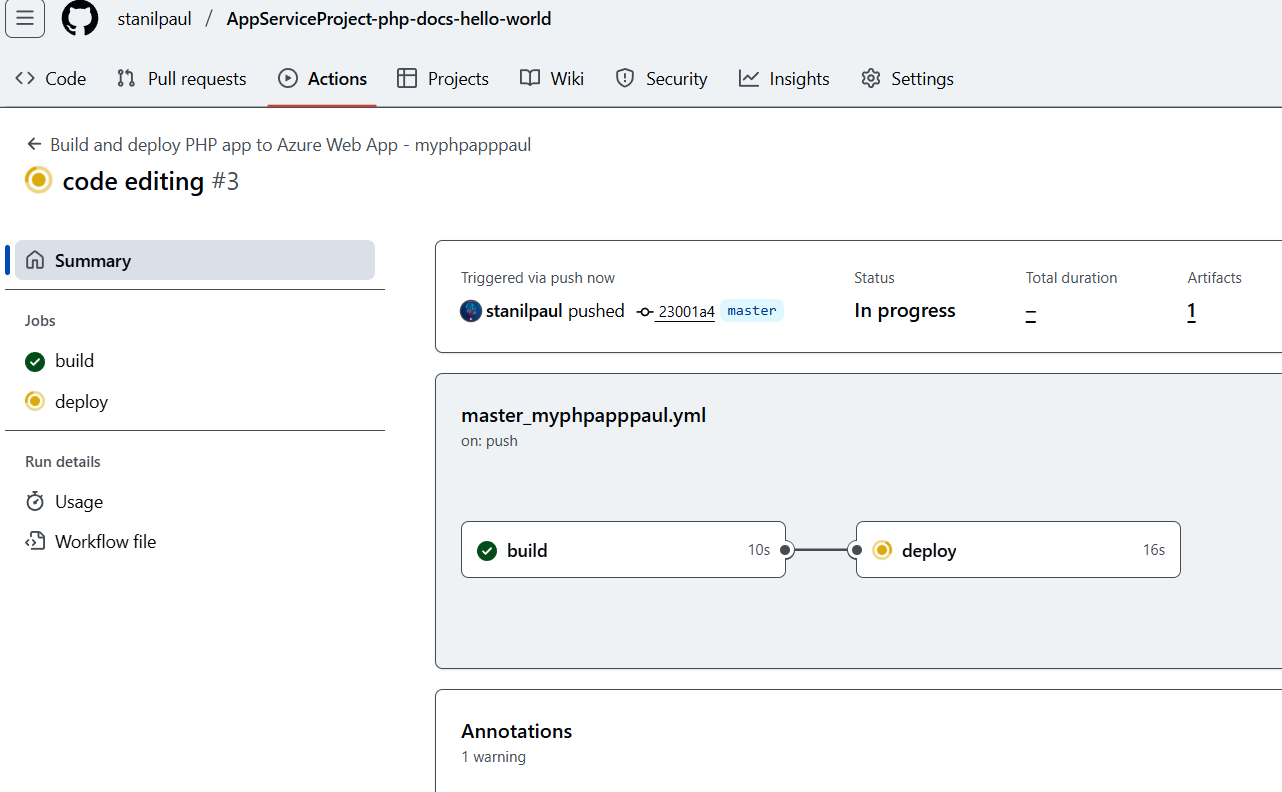 stanilpaul / AppServiceProject-php-docs-hello-world
Code Pull requests Actions Projects Wiki Security Insights Settings
← Build and deploy PHP app to Azure Web App - myphpapppaul
code editing #3
Summary
Jobs
build
deploy
Run details
Usage
Workflow file
Triggered via push now
stanilpaul pushed 23001a4 master
Status
In progress
Total duration
–
Artifacts
1
master_myphpapppaul.yml
on: push
build 10s
deploy 16s
Annotations
1 warning